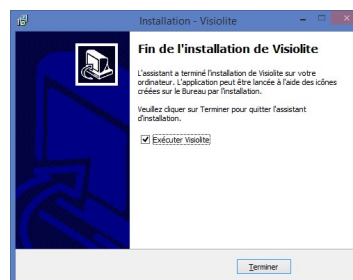 Installation - Visiolite
Fin de l'installation de Visiolite
L'assistant a terminé l'installation de Visiolite sur votre
ordinateur. L'application peut être lancée à l'aide des icônes
créées sur le Bureau par l'installation.
Veuillez cliquer sur Terminer pour quitter l'assistant
d'installation.
Exécuter Visiolite
Terminer